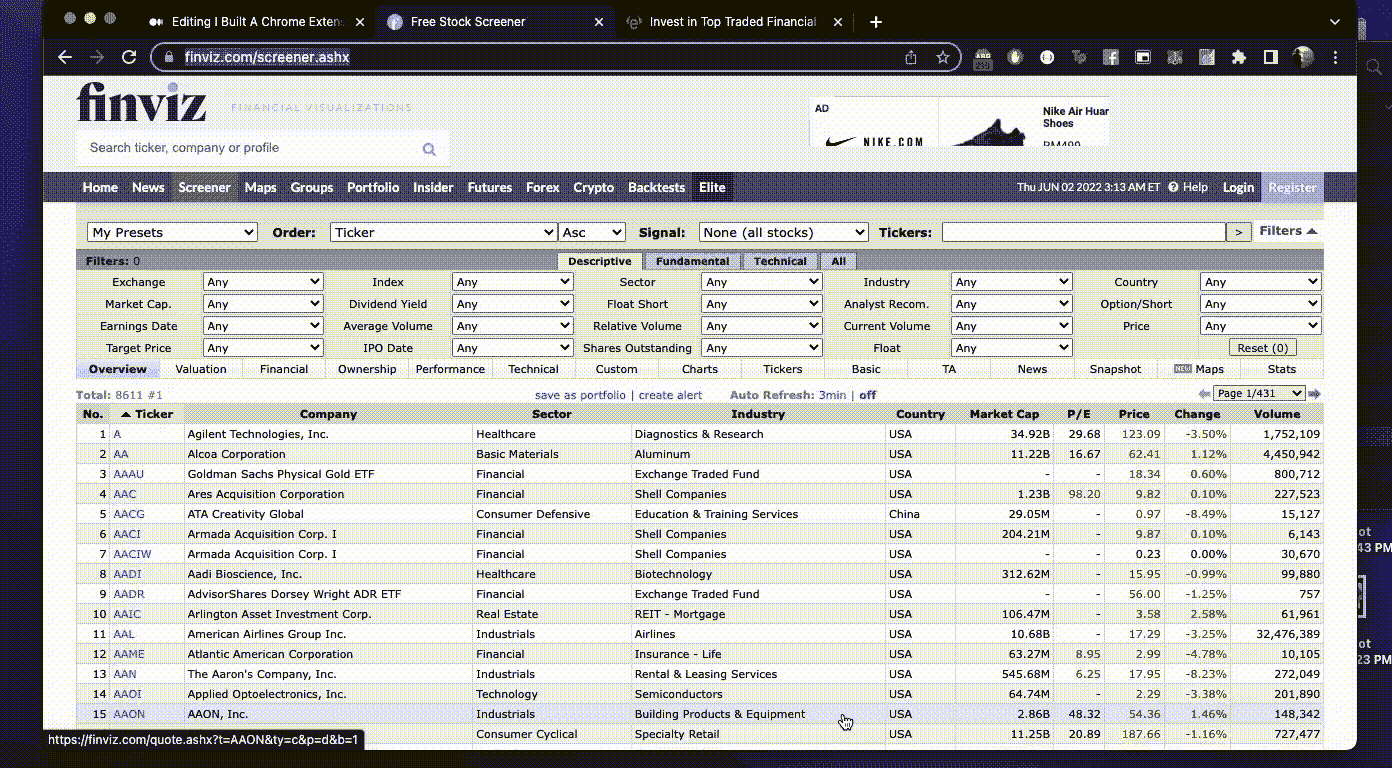 Editing I Built A Chrome Exten
Free Stock Screener
Invest in Top Traded Financial
finviz.com/screener.ashx
finviz FINANCIAL VISUALIZATIONS
AD
Nike Air Huar
Shoes
NIKE.COM
RM499
Search ticker, company or profile
Home News Screener Maps Groups Portfolio Insider Futures Forex Crypto Backtests Elite Thu JUN 02 2022 3:13 AM ET Help Login Register
My Presets Order: Ticker Asc Signal: None (all stocks) Tickers: > Filters
Filters: 0 Descriptive Fundamental Technical All
Exchange Any Index Any Sector Any Industry Any Country Any
Market Cap. Any Dividend Yield Any Float Short Any Analyst Recom. Any Option/Short Any
Earnings Date Any Average Volume Any Relative Volume Any Current Volume Any Price Any
Target Price Any IPO Date Any Shares Outstanding Any Float Any Reset (0)
Overview Valuation Financial Ownership Performance Technical Custom Charts Tickers Basic TA News Snapshot NEW Maps Stats
Total: 8611 #1 save as portfolio | create alert Auto Refresh: 3min | off Page 1/431
No. Ticker Company Sector Industry Country Market Cap P/E Price Change Volume
1 A Agilent Technologies, Inc. Healthcare Diagnostics & Research USA 34.92B 29.68 123.09 -3.50% 1,752,109
2 AA Alcoa Corporation Basic Materials Aluminum USA 11.22B 16.67 62.41 1.12% 4,450,942
3 AAAU Goldman Sachs Physical Gold ETF Financial Exchange Traded Fund USA - - 18.34 0.60% 800,712
4 AAC Ares Acquisition Corporation Financial Shell Companies USA 1.23B 98.20 9.82 0.10% 227,523
5 AACG ATA Creativity Global Consumer Defensive Education & Training Services China 29.05M - 0.97 -8.49% 15,127
6 AACI Armada Acquisition Corp. I Financial Shell Companies USA 204.21M - 9.87 0.10% 6,143
7 AACIW Armada Acquisition Corp. I Financial Shell Companies USA - - 0.23 0.00% 30,670
8 AADI Aadi Bioscience, Inc. Healthcare Biotechnology USA 312.62M - 15.95 -0.99% 99,880
9 AADR AdvisorShares Dorsey Wright ADR ETF Financial Exchange Traded Fund USA - - 56.00 -1.25% 757
10 AAIC Arlington Asset Investment Corp. Real Estate REIT - Mortgage USA 106.47M - 3.58 2.58% 61,961
11 AAL American Airlines Group Inc. Industrials Airlines USA 10.68B - 17.29 -3.25% 32,476,389
12 AAME Atlantic American Corporation Financial Insurance - Life USA 63.27M 8.95 2.99 -4.78% 10,105
13 AAN The Aaron's Company, Inc. Industrials Rental & Leasing Services USA 545.68M 6.25 17.95 -8.23% 272,049
14 AAOI Applied Optoelectronics, Inc. Technology Semiconductors USA 64.74M - 2.29 -3.38% 201,890
15 AAON AAON, Inc. Industrials Building Products & Equipment USA 2.86B 48.32 54.36 1.46% 148,342
Consumer Cyclical Specialty Retail USA 11.25B 20.89 187.66 -1.16% 727,477
https://finviz.com/quote.ashx?t=AAON&ty=c&p=d&b=1
ot
43 PM
ot
23 PM